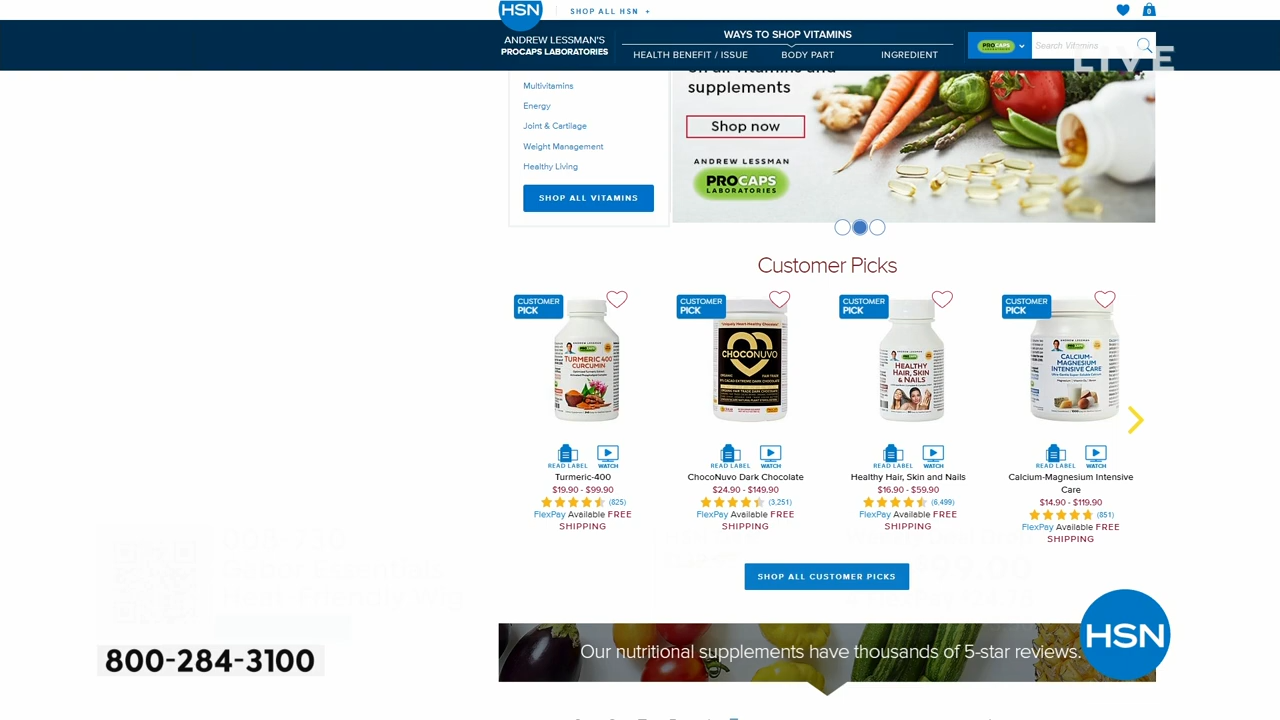 HSN
SHOP ALL HSN +
0
ANDREW LESSMAN'S
PROCAPS LABORATORIES
WAYS TO SHOP VITAMINS
HEALTH BENEFIT / ISSUE
BODY PART
INGREDIENT
PROCAPS
Search Vitamins
LIVE
Multivitamins
Energy
Joint & Cartilage
Weight Management
Healthy Living
SHOP ALL VITAMINS
on all vitamins and
supplements
Shop now
ANDREW LESSMAN
PROCAPS
LABORATORIES
Customer Picks
CUSTOMER
PICK
TURMERIC 400
CURCUMIN
CUSTOMER
PICK
CHOCONUVO
CUSTOMER
PICK
HEALTHY
HAIR, SKIN
& NAILS
CUSTOMER
PICK
CALCIUM-
MAGNESIUM
INTENSIVE CARE
READ LABEL
WATCH
READ LABEL
WATCH
READ LABEL
WATCH
READ LABEL
WATCH
Turmeric-400
$19.90 - $99.90
(825)
FlexPay Available FREE
SHIPPING
ChocoNuvo Dark Chocolate
$24.90 - $149.90
(3,251)
FlexPay Available FREE
SHIPPING
Healthy Hair, Skin and Nails
$16.90 - $59.90
(6,499)
FlexPay Available FREE
SHIPPING
Calcium-Magnesium Intensive
Care
$14.90 - $119.90
(851)
FlexPay Available FREE
SHIPPING
SHOP ALL CUSTOMER PICKS
Our nutritional supplements have thousands of 5-star reviews.
HSN
800-284-3100